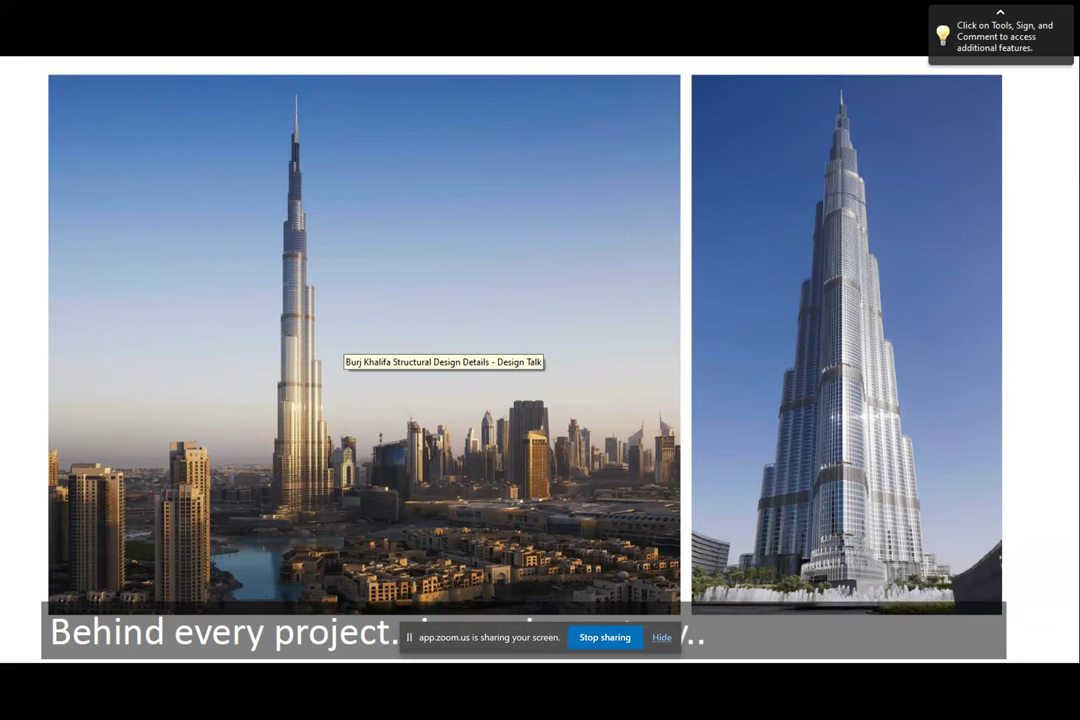 Click on Tools, Sign, and
Comment to access
additional features.
Burj Khalifa Structural Design Details - Design Talk
Behind every project.
app.zoom.us is sharing your screen.
Stop sharing
Hide